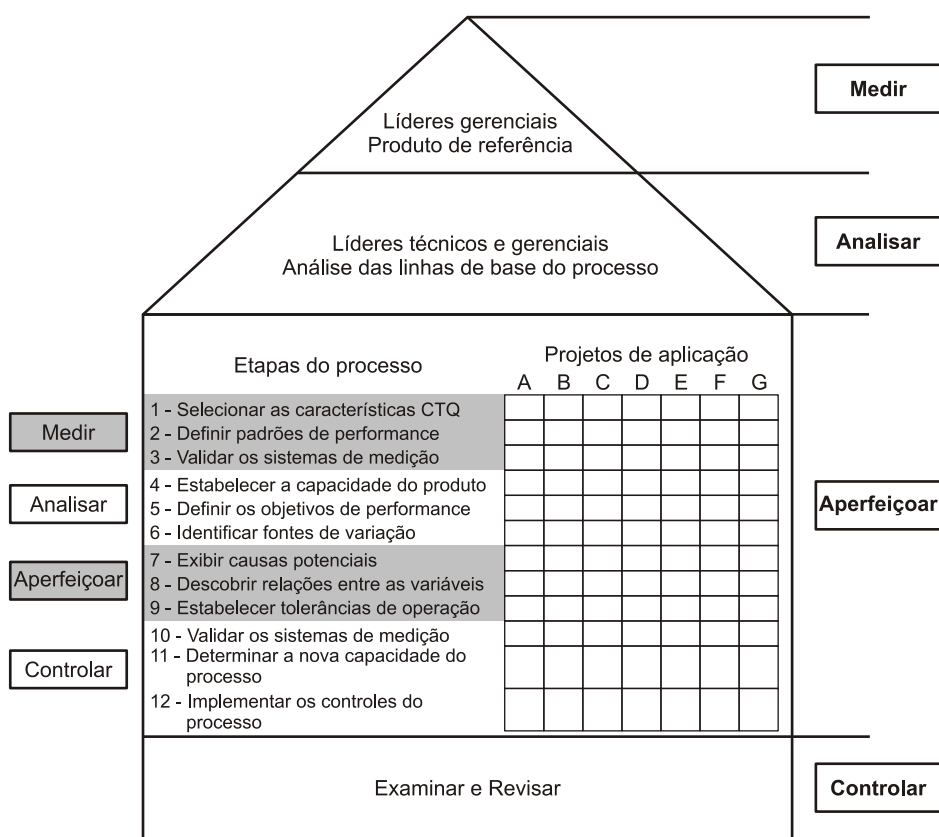 Medir
Líderes gerenciais
Produto de referência
Líderes técnicos e gerenciais
Análise das linhas de base do processo
Analisar
Etapas do processo
Projetos de aplicação
A B C D E F G
Medir
1 - Selecionar as características CTQ
2 - Definir padrões de performance
3 - Validar os sistemas de medição
Analisar
4 - Estabelecer a capacidade do produto
5 - Definir os objetivos de performance
6 - Identificar fontes de variação
Aperfeiçoar
Aperfeiçoar
7 - Exibir causas potenciais
8 - Descobrir relações entre as variáveis
9 - Estabelecer tolerâncias de operação
Controlar
10 - Validar os sistemas de medição
11 - Determinar a nova capacidade do
processo
12 - Implementar os controles do
processo
Examinar e Revisar
Controlar